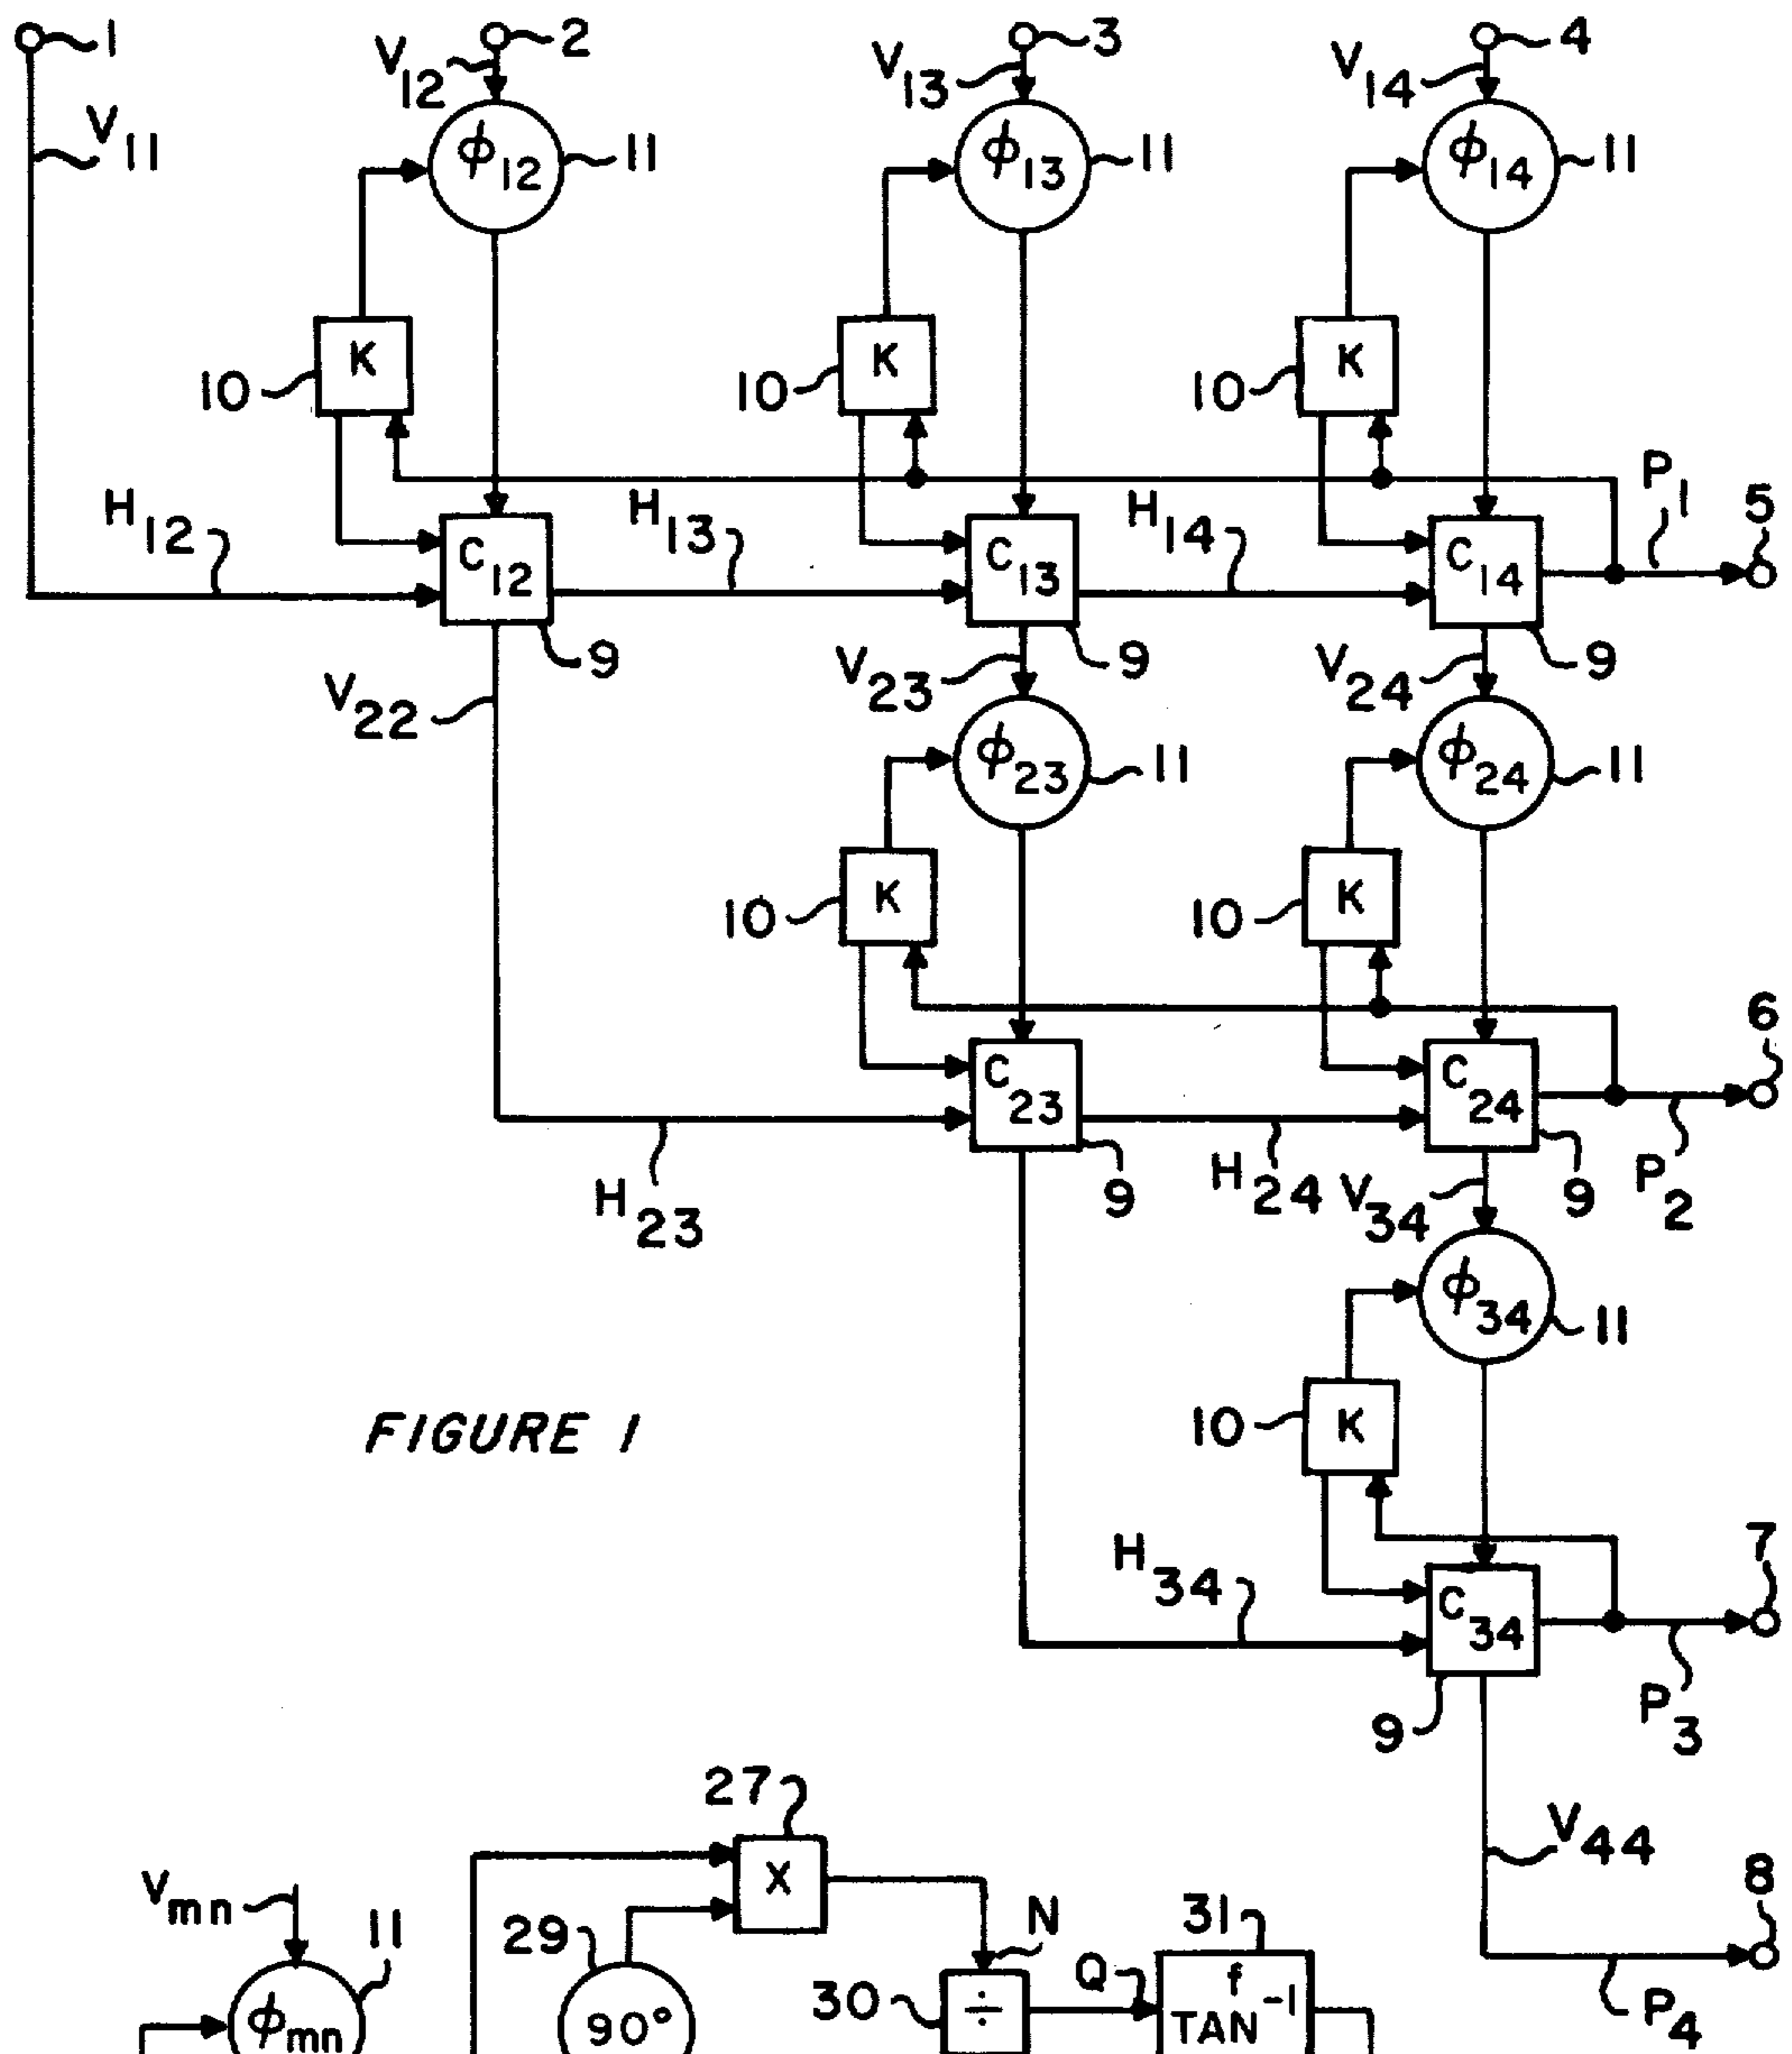 1
2
3
4
V12
V13
V14
V11
ϕ12
11
ϕ13
11
ϕ14
11
K
K
K
10
10
10
H12
H13
H14
P1
5
C12
C13
C14
9
9
9
V22
V23
V24
ϕ23
11
ϕ24
11
K
K
10
10
6
C23
C24
H23
9
H24
9
P2
V34
ϕ34
11
FIGURE 1
10
K
H34
7
C34
9
P3
27
X
V44
8
Vmn
11
29
N
31
ϕmn
90°
30
÷
Q
f
TAN-1
P4